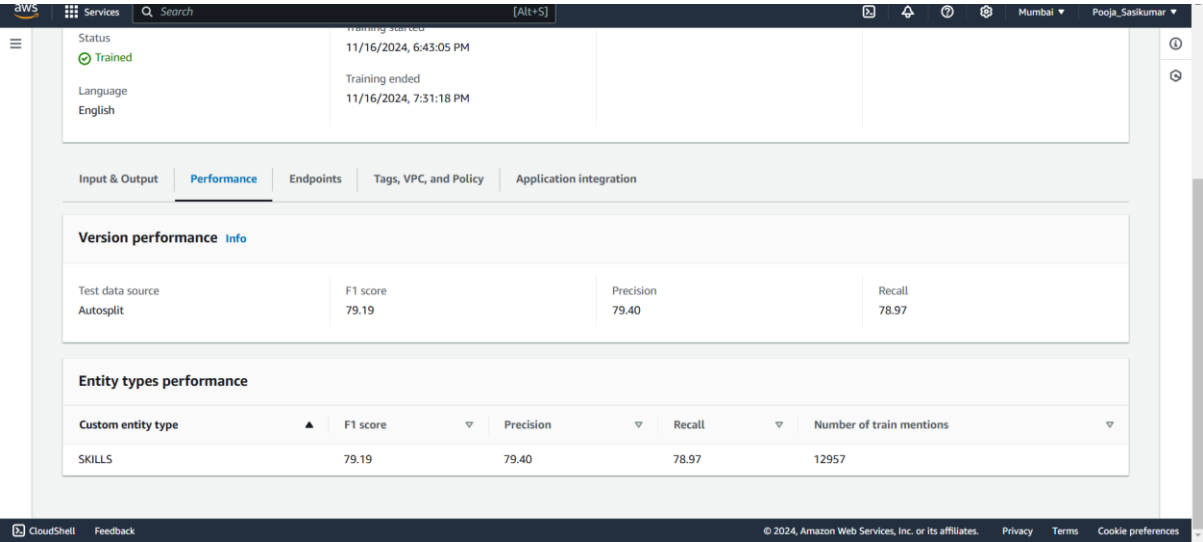 aws Services Search [Alt+S] Mumbai Pooja_Sasikumar
Status Training started
Trained 11/16/2024, 6:43:05 PM
Training ended
Language 11/16/2024, 7:31:18 PM
English
Input & Output Performance Endpoints Tags, VPC, and Policy Application integration
Version performance Info
Test data source F1 score Precision Recall
Autosplit 79.19 79.40 78.97
Entity types performance
Custom entity type F1 score Precision Recall Number of train mentions
SKILLS 79.19 79.40 78.97 12957
CloudShell Feedback © 2024, Amazon Web Services, Inc. or its affiliates. Privacy Terms Cookie preferences